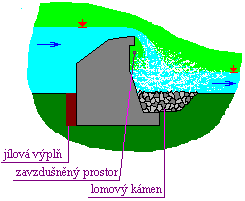 jílová výplň
zavzdušněný prostor
lomový kámen